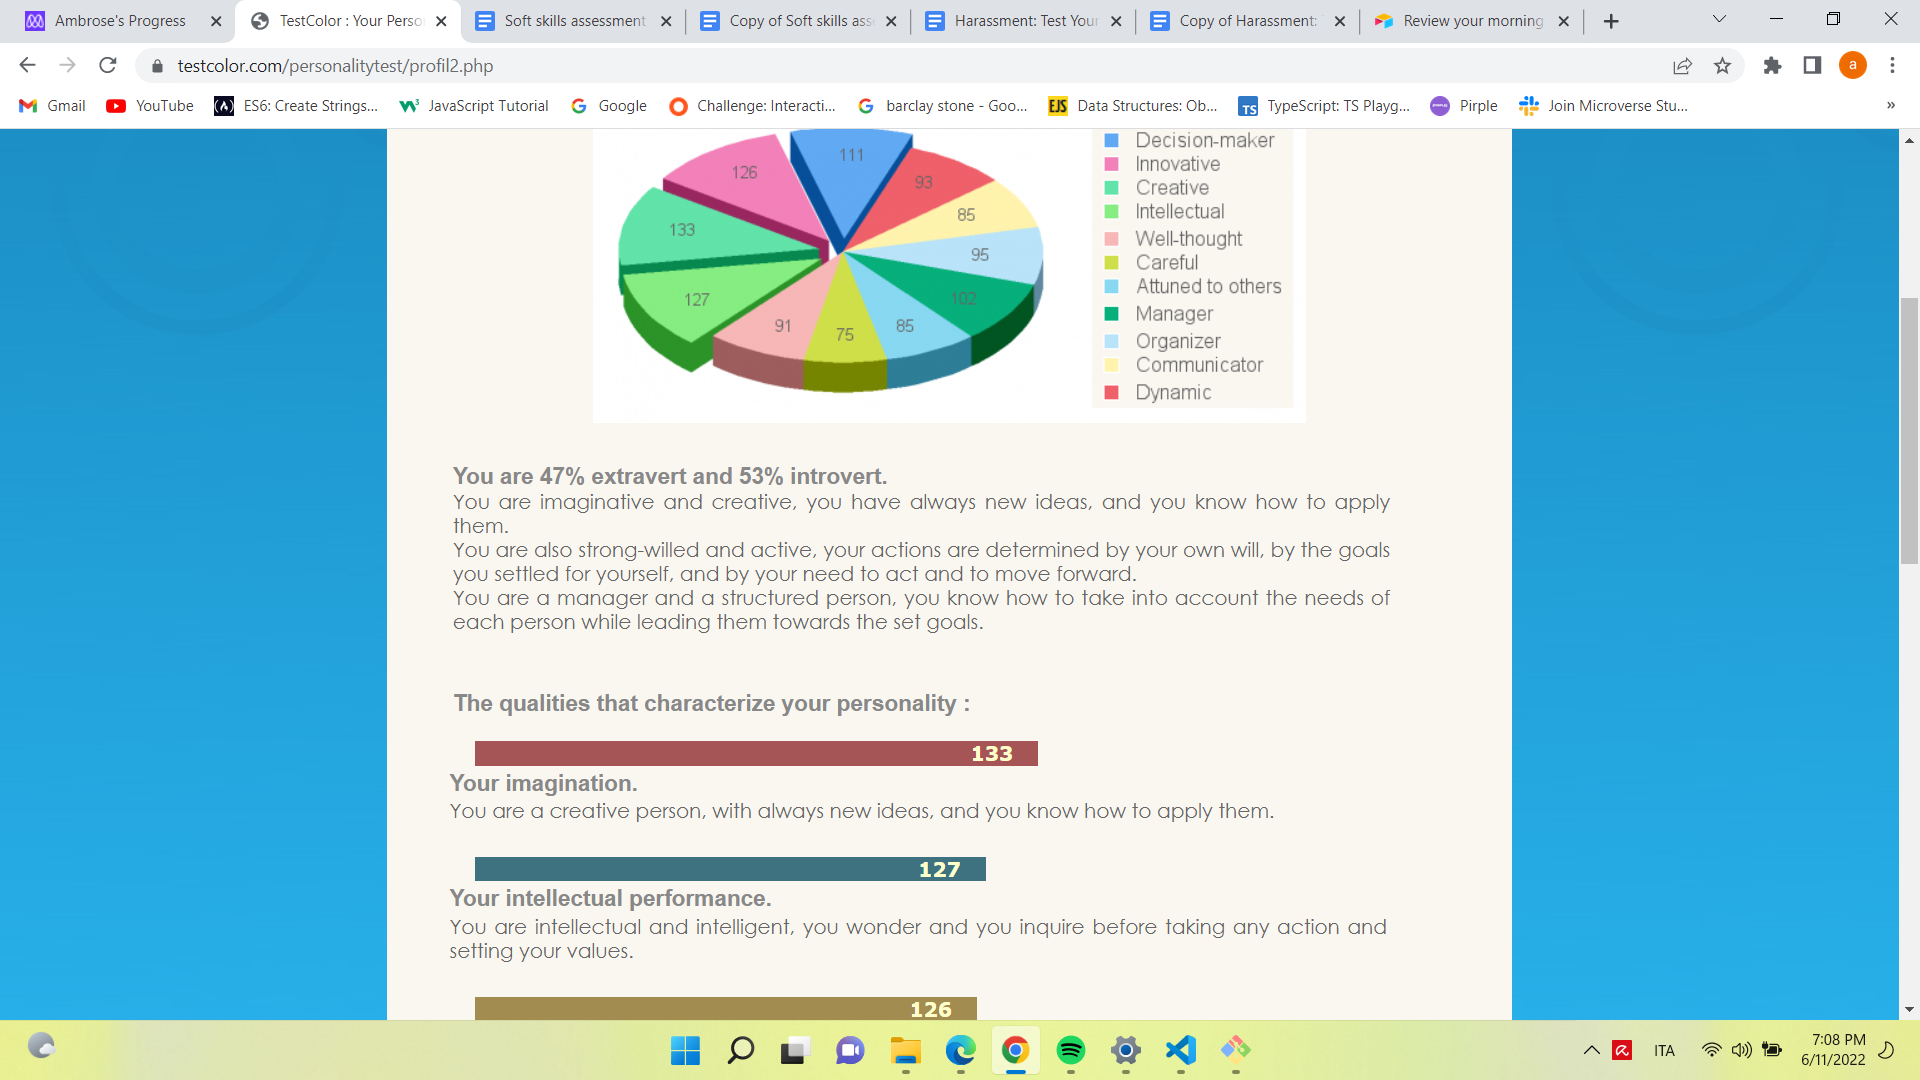 Ambrose's Progress
TestColor : Your Perso
Soft skills assessment
Copy of Soft skills ass
Harassment: Test Your
Copy of Harassment:
Review your morning
testcolor.com/personalitytest/profil2.php
a
Gmail
YouTube
ES6: Create Strings...
JavaScript Tutorial
Google
Challenge: Interacti...
barclay stone - Goo...
EJS
Data Structures: Ob...
TS
TypeScript: TS Playg...
Pirple
Join Microverse Stu...
»
111
93
85
95
102
85
75
91
127
133
126
Decision-maker
Innovative
Creative
Intellectual
Well-thought
Careful
Attuned to others
Manager
Organizer
Communicator
Dynamic
You are 47% extravert and 53% introvert.
You are imaginative and creative, you have always new ideas, and you know how to apply
them.
You are also strong-willed and active, your actions are determined by your own will, by the goals
you settled for yourself, and by your need to act and to move forward.
You are a manager and a structured person, you know how to take into account the needs of
each person while leading them towards the set goals.
The qualities that characterize your personality :
133
Your imagination.
You are a creative person, with always new ideas, and you know how to apply them.
127
Your intellectual performance.
You are intellectual and intelligent, you wonder and you inquire before taking any action and
setting your values.
126
ITA
7:08 PM
6/11/2022